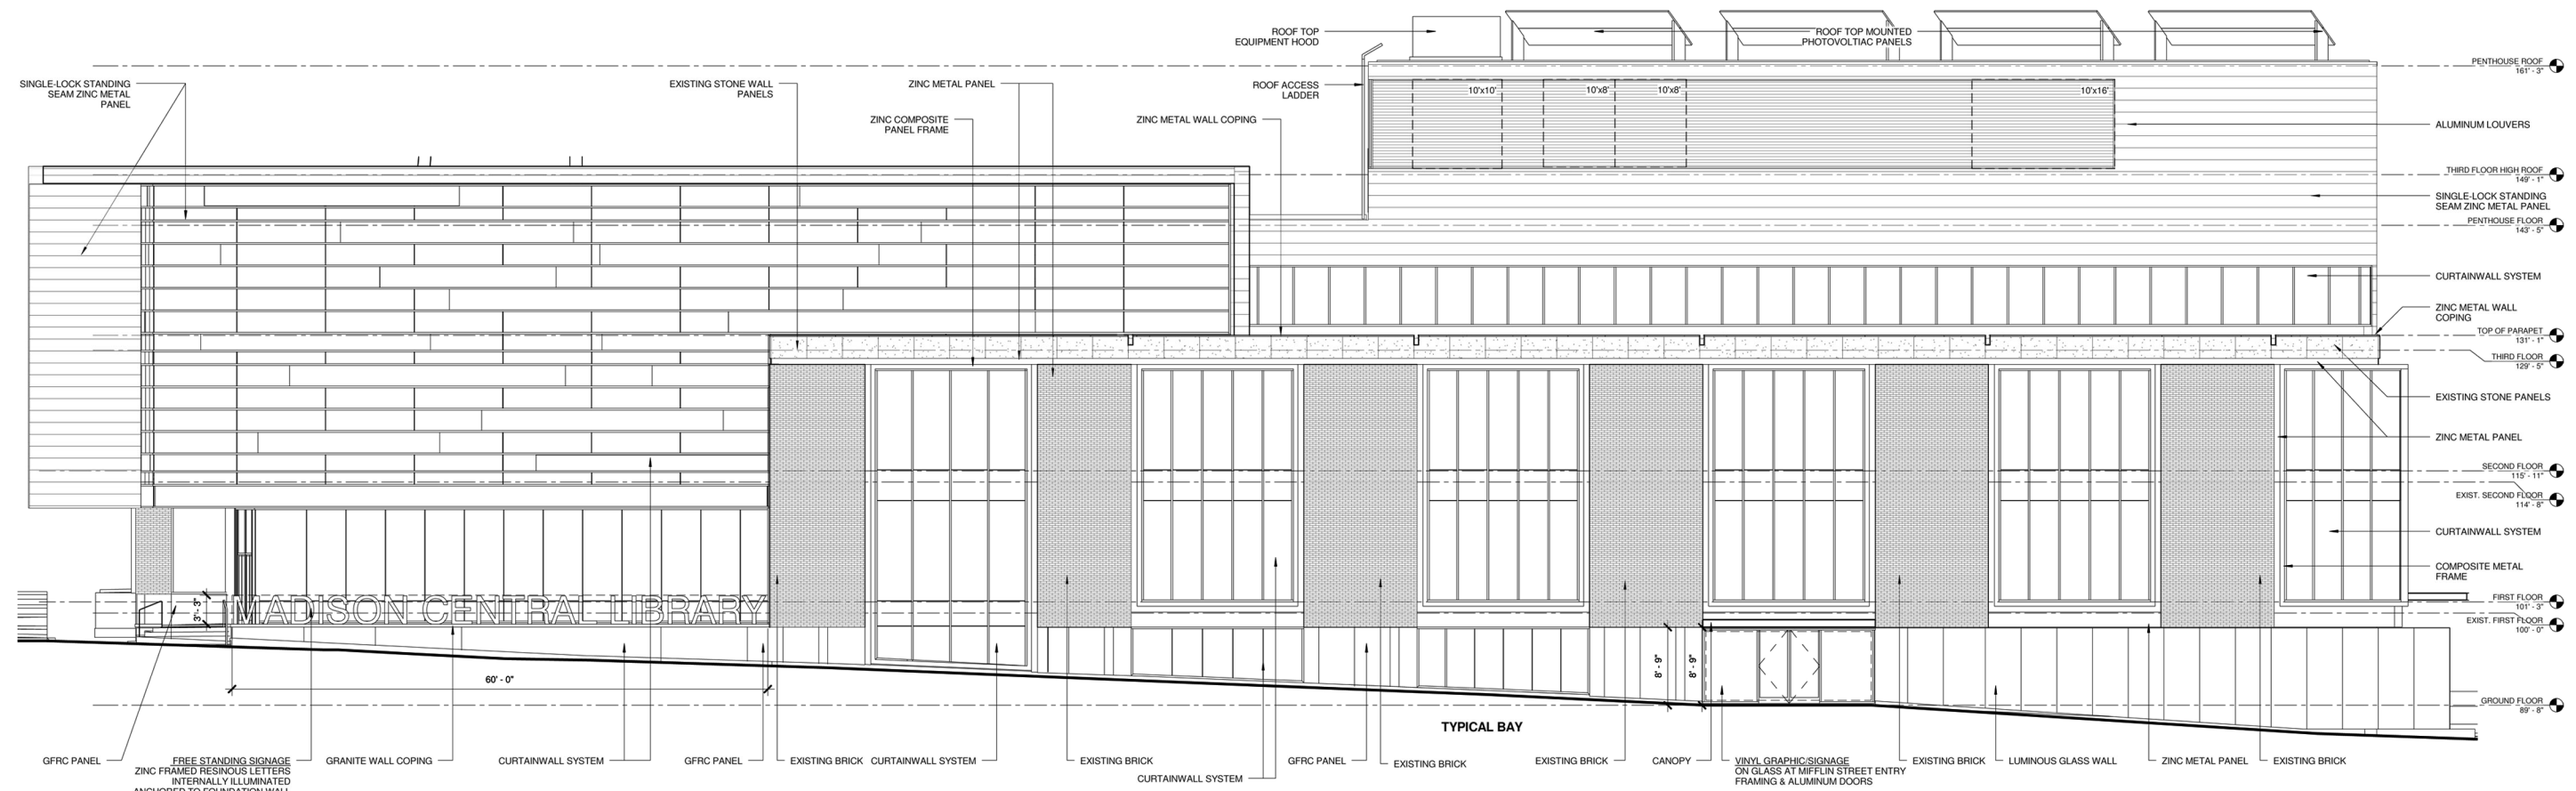 ROOF TOP
EQUIPMENT HOOD
ROOF TOP MOUNTED
PHOTOVOLTIAC PANELS
SINGLE-LOCK STANDING
SEAM ZINC METAL
PANEL
EXISTING STONE WALL
PANELS
ZINC METAL PANEL
ROOF ACCESS
LADDER
ZINC COMPOSITE
PANEL FRAME
ZINC METAL WALL COPING
10'x10'
10'x8'
10'x8'
10'x16'
PENTHOUSE ROOF
161' - 3"
ALUMINUM LOUVERS
THIRD FLOOR HIGH ROOF
149' - 1"
SINGLE-LOCK STANDING
SEAM ZINC METAL PANEL
PENTHOUSE FLOOR
143' - 5"
CURTAINWALL SYSTEM
ZINC METAL WALL
COPING
TOP OF PARAPET
131' - 1"
THIRD FLOOR
129' - 5"
EXISTING STONE PANELS
ZINC METAL PANEL
SECOND FLOOR
115' - 11"
EXIST. SECOND FLOOR
114' - 8"
CURTAINWALL SYSTEM
COMPOSITE METAL
FRAME
FIRST FLOOR
101' - 3"
EXIST. FIRST FLOOR
100' - 0"
GROUND FLOOR
89' - 8"
3' - 3"
MADISON CENTRAL LIBRARY
60' - 0"
8' - 9"
8' - 9"
TYPICAL BAY
GFRC PANEL
FREE STANDING SIGNAGE
ZINC FRAMED RESINOUS LETTERS
INTERNALLY ILLUMINATED
ANCHORED TO FOUNDATION WALL
GRANITE WALL COPING
CURTAINWALL SYSTEM
GFRC PANEL
EXISTING BRICK
CURTAINWALL SYSTEM
EXISTING BRICK
CURTAINWALL SYSTEM
GFRC PANEL
EXISTING BRICK
EXISTING BRICK
CANOPY
VINYL GRAPHIC/SIGNAGE
ON GLASS AT MIFFLIN STREET ENTRY
FRAMING & ALUMINUM DOORS
EXISTING BRICK
LUMINOUS GLASS WALL
ZINC METAL PANEL
EXISTING BRICK